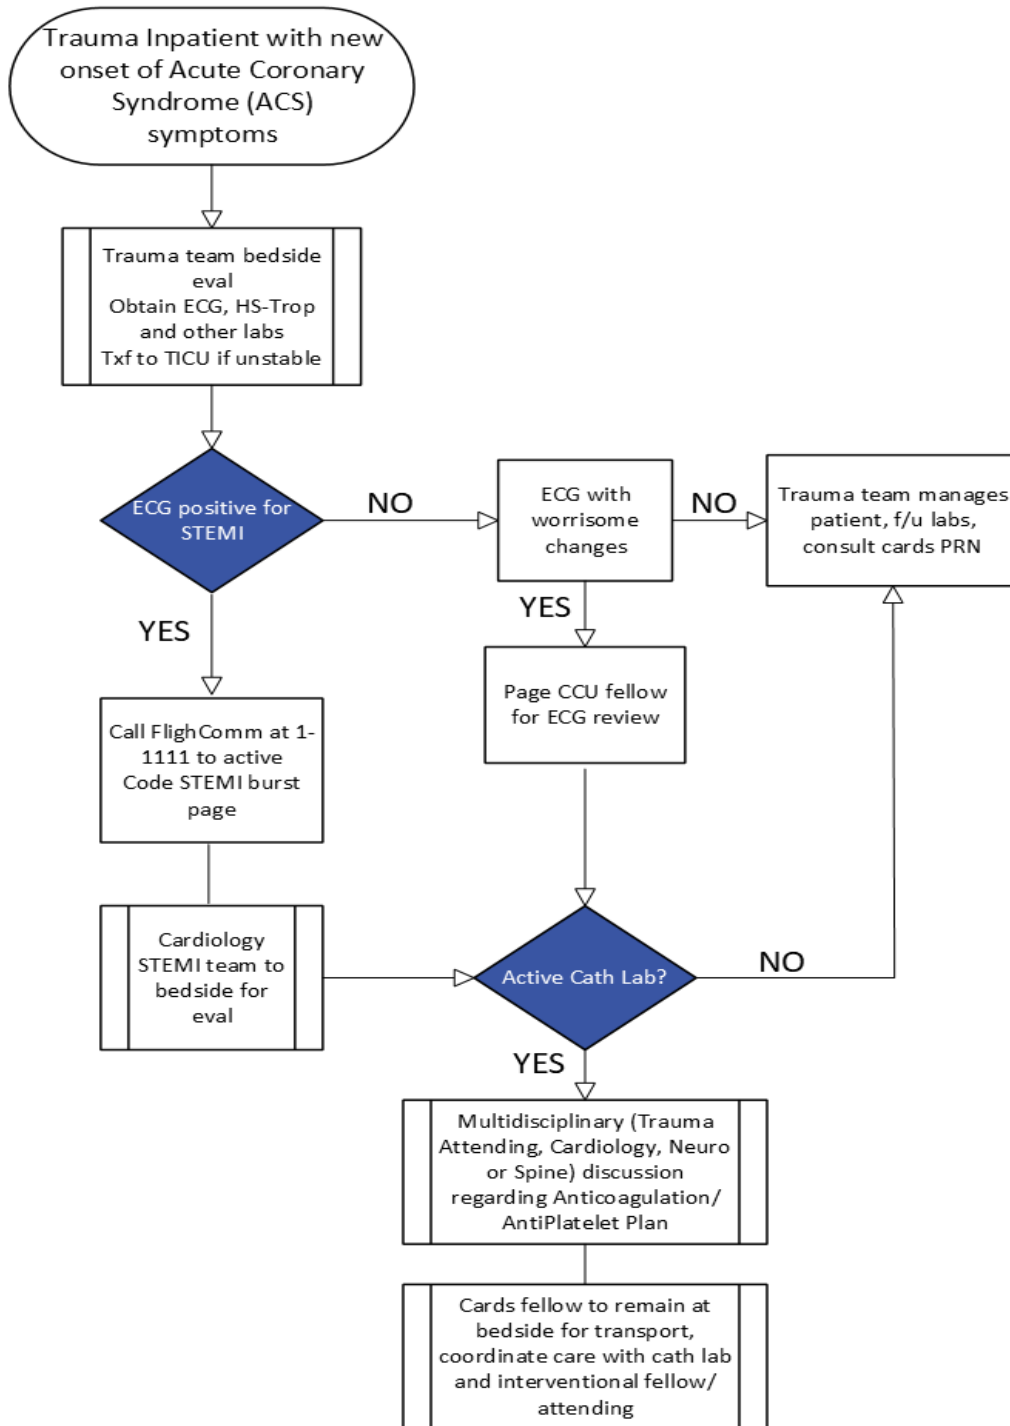 Trauma Inpatient with new
onset of Acute Coronary
Syndrome (ACS)
symptoms
Trauma team bedside
eval
Obtain ECG, HS-Trop
and other labs
Txf to TICU if unstable
ECG positive for
STEMI
NO
ECG with
worrisome
changes
NO
Trauma team manages
patient, f/u labs,
consult cards PRN
YES
YES
Call FlighComm at 1-
1111 to active
Code STEMI burst
page
Page CCU fellow
for ECG review
Cardiology
STEMI team to
bedside for
eval
Active Cath Lab?
NO
YES
Multidisciplinary (Trauma
Attending, Cardiology, Neuro
or Spine) discussion
regarding Anticoagulation/
AntiPlatelet Plan
Cards fellow to remain at
bedside for transport,
coordinate care with cath lab
and interventional fellow/
attending